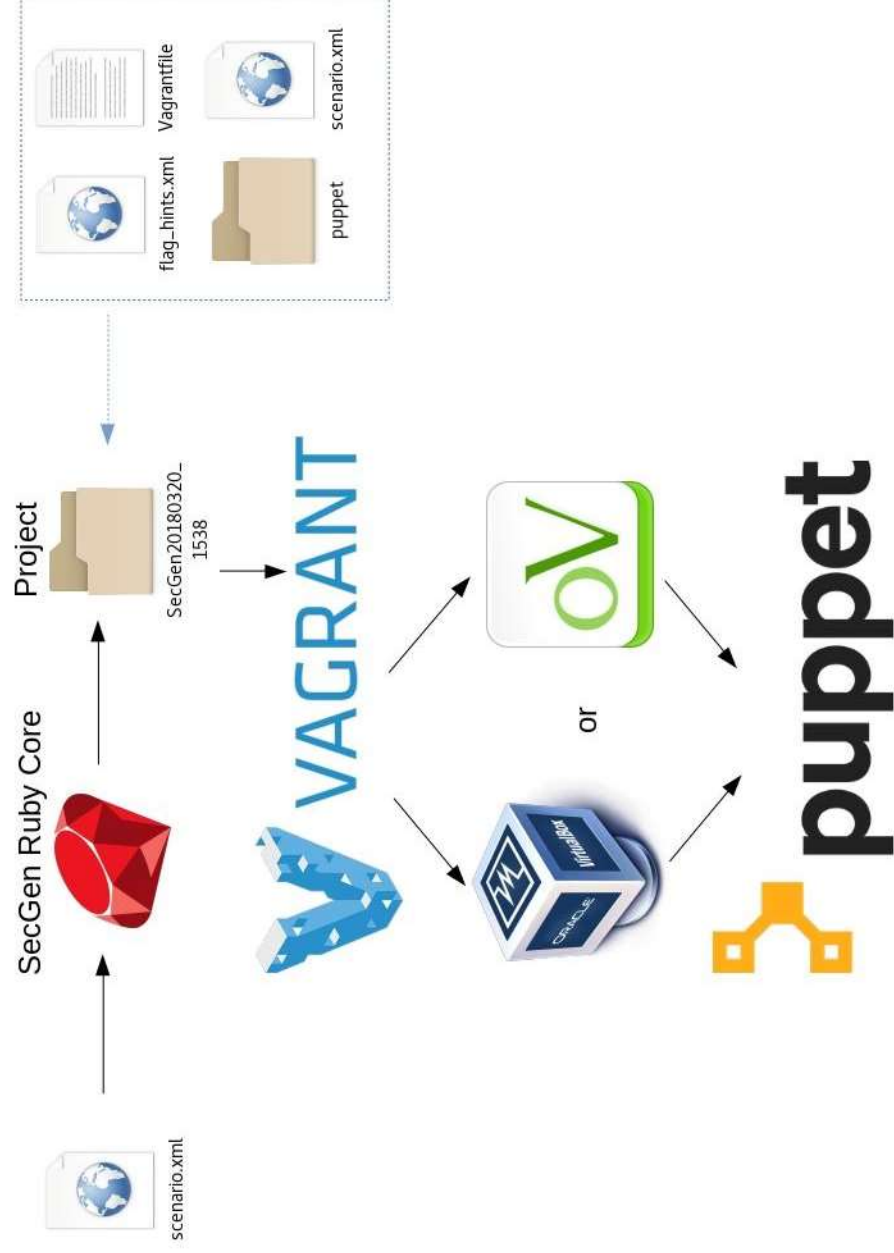 scenario.xml
SecGen Ruby Core
Project
SecGen20180320_
1538
flag_hints.xml
Vagrantfile
puppet
scenario.xml
VAGRANT
ORACLE
VirtualBox
or
oV
puppet